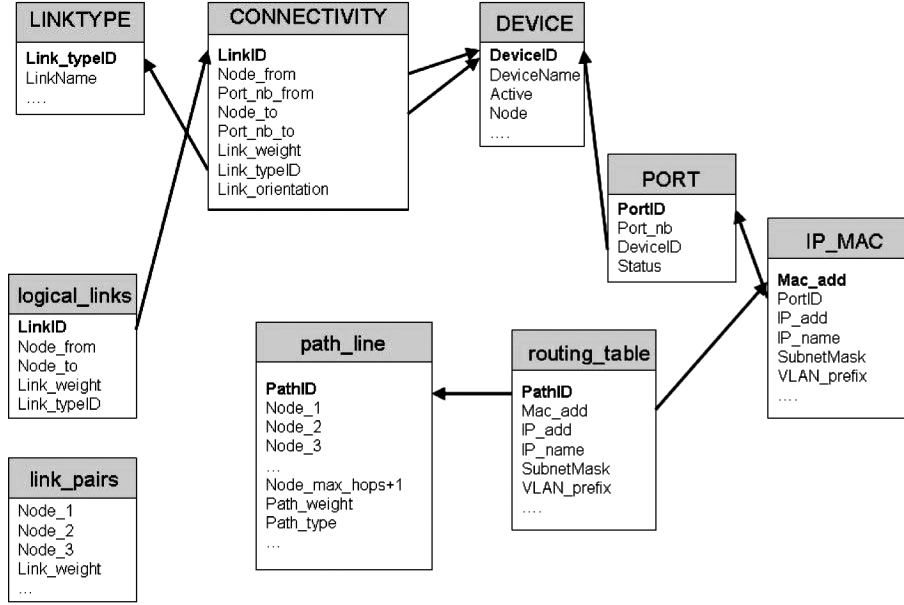 LINKTYPE
Link_typeID
LinkName
....
CONNECTIVITY
LinkID
Node_from
Port_nb_from
Node_to
Port_nb_to
Link_weight
Link_typeID
Link_orientation
DEVICE
DeviceID
DeviceName
Active
Node
....
PORT
PortID
Port_nb
DeviceID
Status
IP_MAC
Mac_add
PortID
IP_add
IP_name
SubnetMask
VLAN_prefix
....
logical_links
LinkID
Node_from
Node_to
Link_weight
Link_typeID
path_line
PathID
Node_1
Node_2
Node_3
...
Node_max_hops+1
Path_weight
Path_type
...
routing_table
PathID
Mac_add
IP_add
IP_name
SubnetMask
VLAN_prefix
....
link_pairs
Node_1
Node_2
Node_3
Link_weight
...